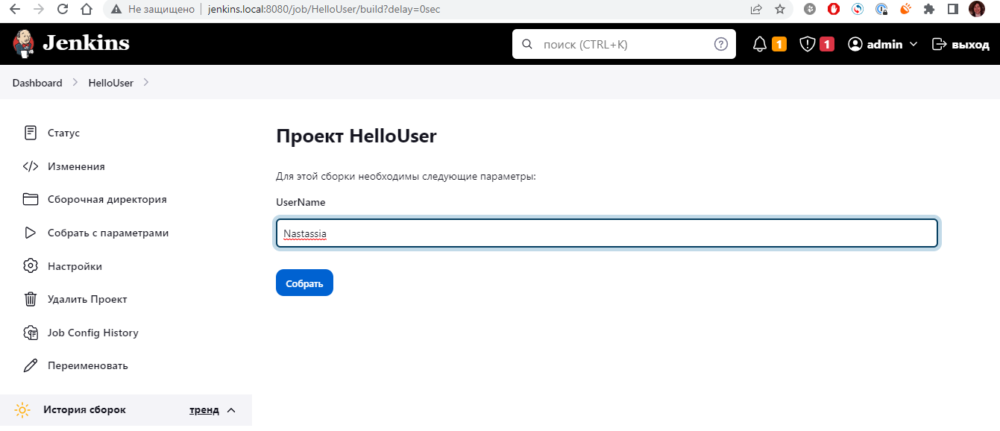 Не защищено jenkins.local:8080/job/HelloUser/build?delay=0sec
Jenkins поиск (CTRL+K) 1 1 admin выход
Dashboard HelloUser
Статус
Изменения
Сборочная директория
Собрать с параметрами
Настройки
Удалить Проект
Job Config History
Переименовать
История сборок тренд
Проект HelloUser
Для этой сборки необходимы следующие параметры:
UserName
Nastassia
Собрать